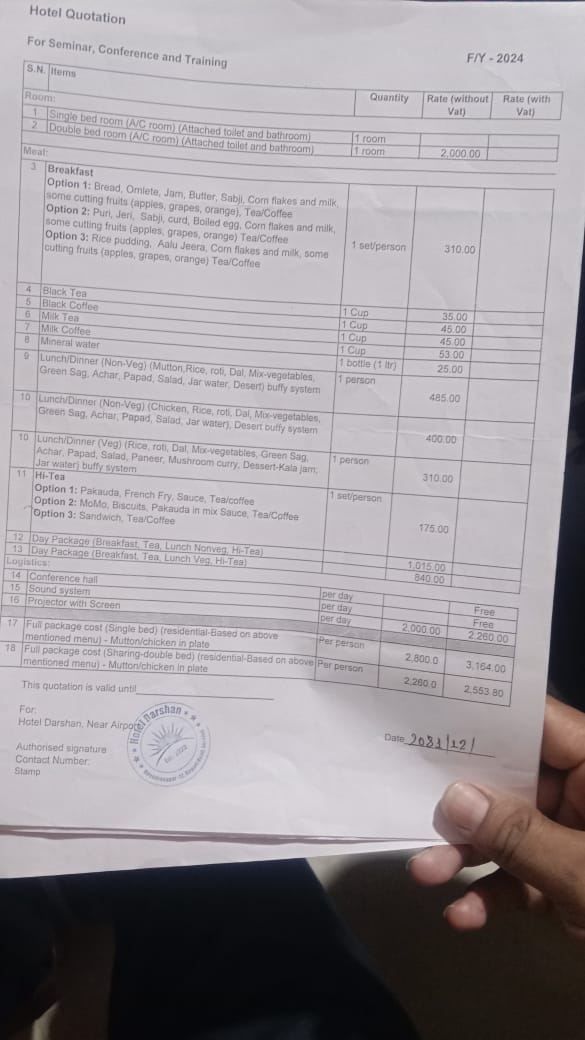 Hotel Quotation
For Seminar, Conference and Training
F/Y - 2024
S.N. Items Quantity Rate (without Vat) Rate (with Vat)
Room:
1 Single bed room (A/C room) (Attached toilet and bathroom) 1 room
2 Double bed room (A/C room) (Attached toilet and bathroom) 1 room 2,000.00
Meal:
3 Breakfast
Option 1: Bread, Omlete, Jam, Butter, Sabji, Corn flakes and milk,
some cutting fruits (apples, grapes, orange), Tea/Coffee
Option 2: Puri, Jeri, Sabji, curd, Boiled egg, Corn flakes and milk,
some cutting fruits (apples, grapes, orange) Tea/Coffee
Option 3: Rice pudding, Aalu Jeera, Corn flakes and milk, some
cutting fruits (apples, grapes, orange) Tea/Coffee
1 set/person 310.00
4 Black Tea 1 Cup 35.00
5 Black Coffee 1 Cup 45.00
6 Milk Tea 1 Cup 45.00
7 Milk Coffee 1 Cup 53.00
8 Mineral water 1 bottle (1 ltr) 25.00
9 Lunch/Dinner (Non-Veg) (Mutton,Rice, roti, Dal, Mix-vegetables,
Green Sag, Achar, Papad, Salad, Jar water, Desert) buffy system
1 person 485.00
10 Lunch/Dinner (Non-Veg) (Chicken, Rice, roti, Dal, Mix-vegetables,
Green Sag, Achar, Papad, Salad, Jar water), Desert buffy system
400.00
10 Lunch/Dinner (Veg) (Rice, roti, Dal, Mix-vegetables, Green Sag,
Achar, Papad, Salad, Paneer, Mushroom curry, Dessert-Kala jam;
Jar water) buffy system
1 person 310.00
11 Hi-Tea
Option 1: Pakauda, French Fry, Sauce, Tea/coffee
Option 2: MoMo, Biscuits, Pakauda in mix Sauce, Tea/Coffee
Option 3: Sandwich, Tea/Coffee
1 set/person 175.00
12 Day Package (Breakfast, Tea, Lunch Nonveg, Hi-Tea) 1,015.00
13 Day Package (Breakfast, Tea, Lunch Veg, Hi-Tea) 840.00
Logistics:
14 Conference hall per day Free
15 Sound system per day Free
16 Projector with Screen per day 2,000.00 2,260.00
17 Full package cost (Single bed) (residential-Based on above
mentioned menu) - Mutton/chicken in plate
Per person 2,800.0 3,164.00
18 Full package cost (Sharing-double bed) (residential-Based on above
mentioned menu) - Mutton/chicken in plate
Per person 2,260.0 2,553.80
This quotation is valid until
For:
Hotel Darshan, Near Airpo
Authorised signature
Contact Number:
Stamp
Hotel Darshan
Date 2081/12/